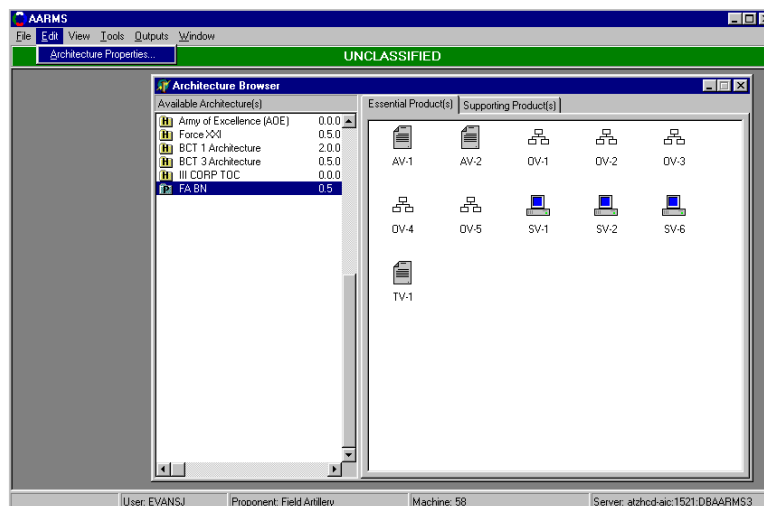 AARMS
File Edit View Tools Outputs Window
Architecture Properties...
UNCLASSIFIED
Architecture Browser
Available Architecture(s)
Essential Product(s) Supporting Product(s)
H Army of Excellence (AOE) 0.0.0
H Force XXI 0.5.0
H BCT 1 Architecture 2.0.0
H BCT 3 Architecture 0.5.0
H III CORP TOC 0.0.0
P FA BN 0.5
AV-1 AV-2 OV-1 OV-2 OV-3
OV-4 OV-5 SV-1 SV-2 SV-6
TV-1
User: EVANSJ Proponent: Field Artillery Machine: 58 Server: atzhcd-aic:1521:DBAARMS3